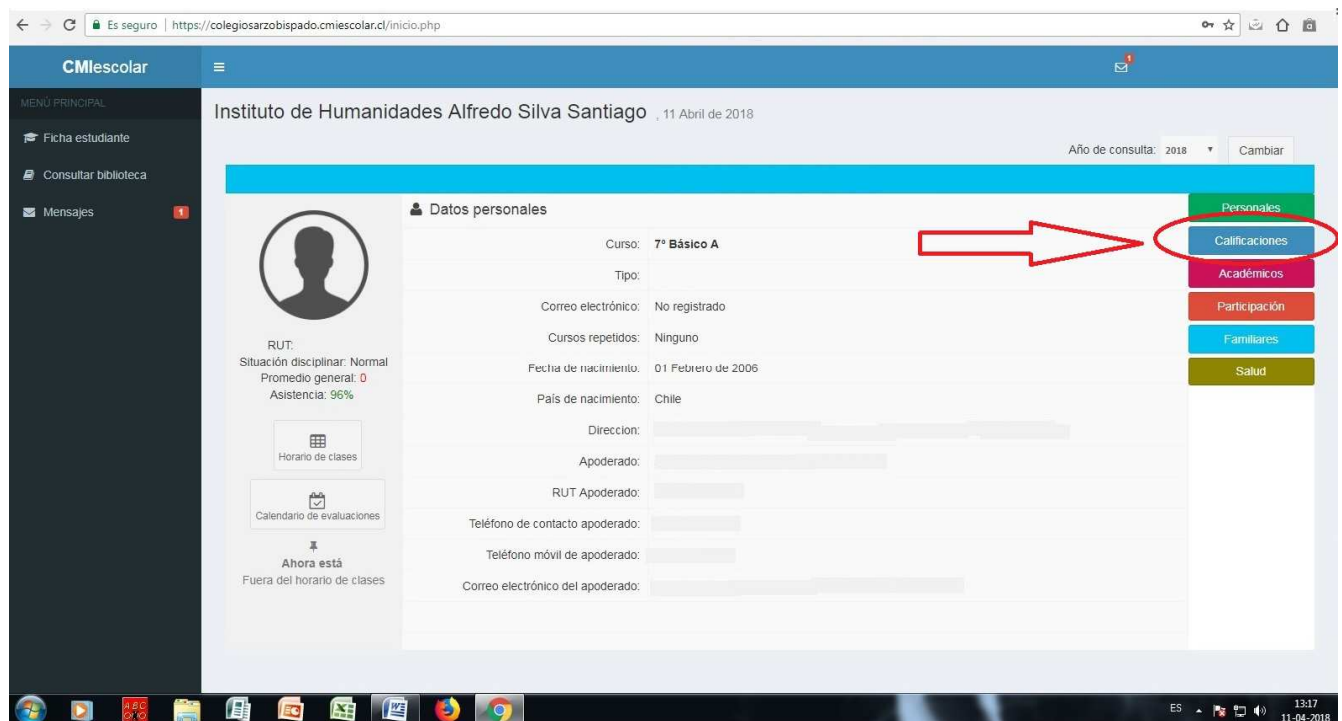 Es seguro | https://colegiosarzobispado.cmiescolar.cl/inicio.php
CMIescolar
1
MENÚ PRINCIPAL
Ficha estudiante
Consultar biblioteca
Mensajes 1
Instituto de Humanidades Alfredo Silva Santiago , 11 Abril de 2018
Año de consulta: 2018 Cambiar
RUT:
Situación disciplinar: Normal
Promedio general: 0
Asistencia: 96%
Horario de clases
Calendario de evaluaciones
Ahora está
Fuera del horario de clases
Datos personales
Curso: 7º Básico A
Tipo:
Correo electrónico: No registrado
Cursos repetidos: Ninguno
Fecha de nacimiento: 01 Febrero de 2006
País de nacimiento: Chile
Direccion:
Apoderado:
RUT Apoderado:
Teléfono de contacto apoderado:
Teléfono móvil de apoderado:
Correo electrónico del apoderado:
Personales
Calificaciones
Académicos
Participación
Familiares
Salud
ES 13:17
11-04-2018